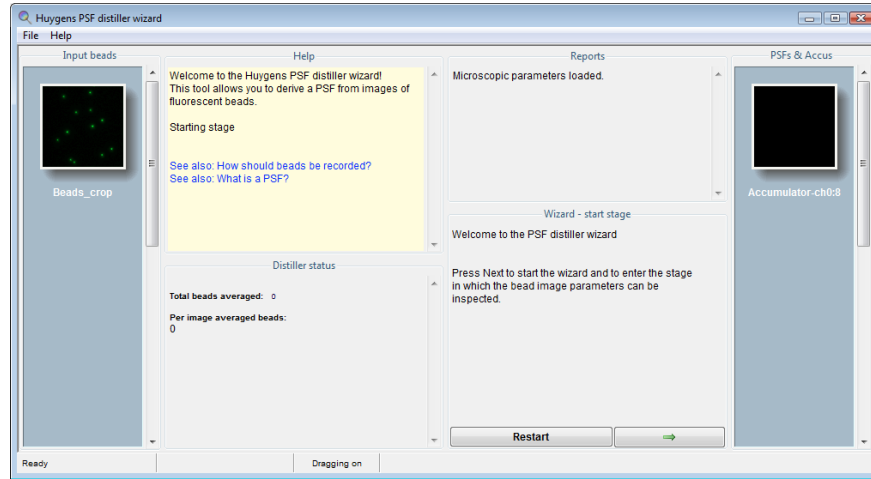 Huygens PSF distiller wizard
File Help
Input beads
Beads_crop
Help
Welcome to the Huygens PSF distiller wizard!
This tool allows you to derive a PSF from images of
fluorescent beads.
Starting stage
See also: How should beads be recorded?
See also: What is a PSF?
Distiller status
Total beads averaged: 0
Per image averaged beads:
0
Reports
Microscopic parameters loaded.
Wizard - start stage
Welcome to the PSF distiller wizard
Press Next to start the wizard and to enter the stage
in which the bead image parameters can be
inspected.
Restart
PSFs & Accus
Accumulator-ch0:8
Ready
Dragging on